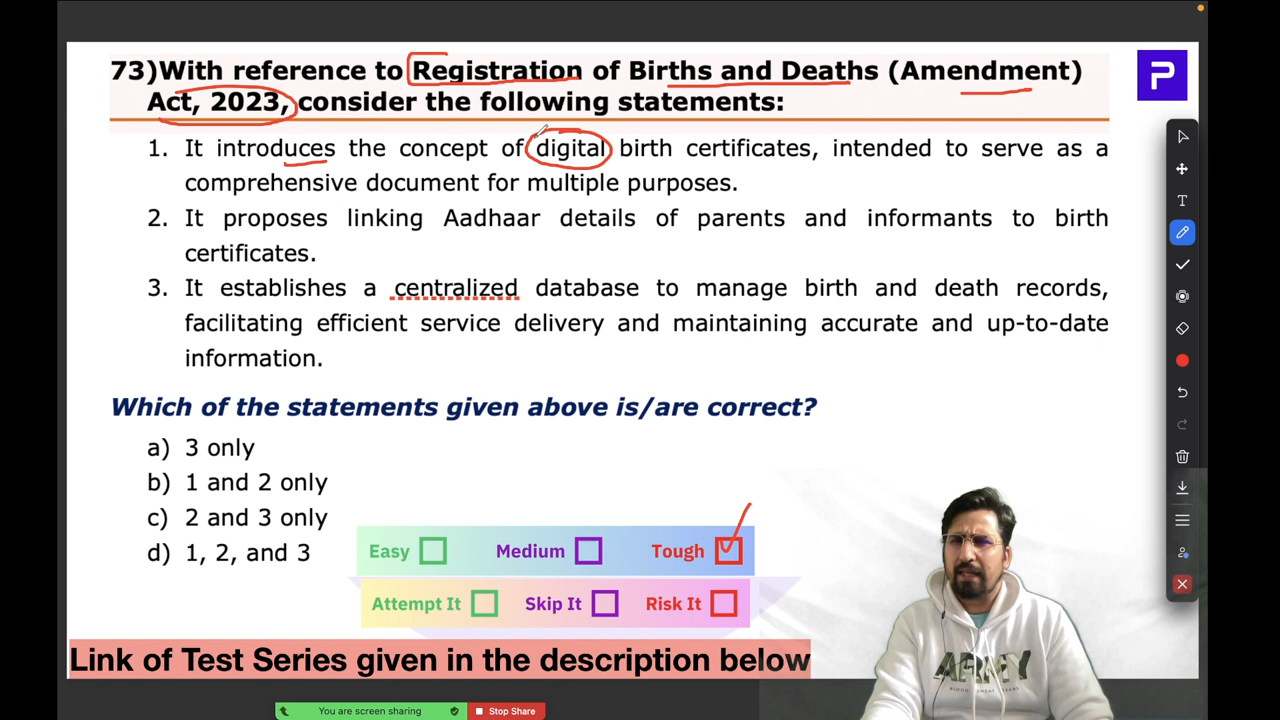 73)With reference to Registration of Births and Deaths (Amendment)
Act, 2023, consider the following statements:
1. It introduces the concept of digital birth certificates, intended to serve as a
comprehensive document for multiple purposes.
2. It proposes linking Aadhaar details of parents and informants to birth
certificates.
3. It establishes a centralized database to manage birth and death records,
facilitating efficient service delivery and maintaining accurate and up-to-date
information.
Which of the statements given above is/are correct?
a) 3 only
b) 1 and 2 only
c) 2 and 3 only
d) 1, 2, and 3
Easy Medium Tough
Attempt It Skip It Risk It
Link of Test Series given in the description below
ARMY
You are screen sharing Stop Share